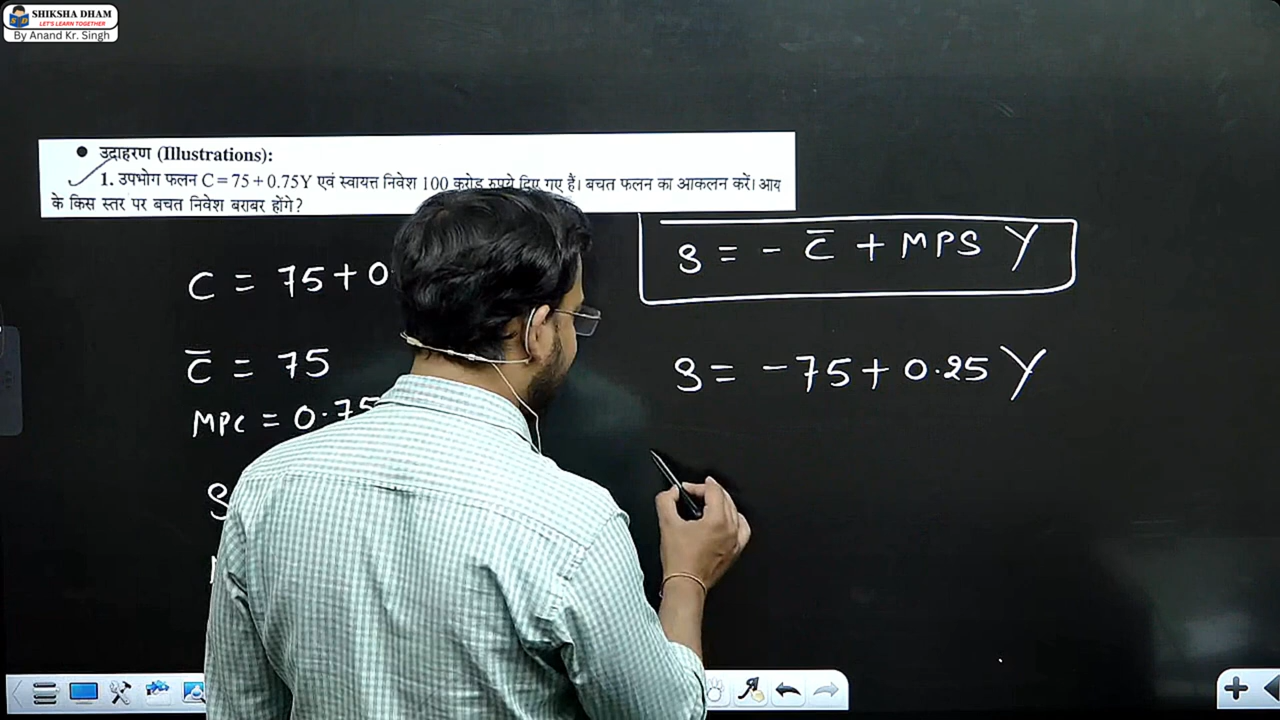 SHIKSHA DHAM
LET'S LEARN TOGETHER
By Anand Kr. Singh
● उदाहरण (Illustrations):
1. उपभोग फलन C=75+0.75Y एवं स्वायत्त निवेश 100 करोड़ रुपये दिए गए हैं। बचत फलन का आकलन करें। आय
के किस स्तर पर बचत निवेश बराबर होंगे?
S = - C̅ + MPS Y
C = 75 + 0.
C̅ = 75
S = -75 + 0.25 Y
MPC = 0.75
S